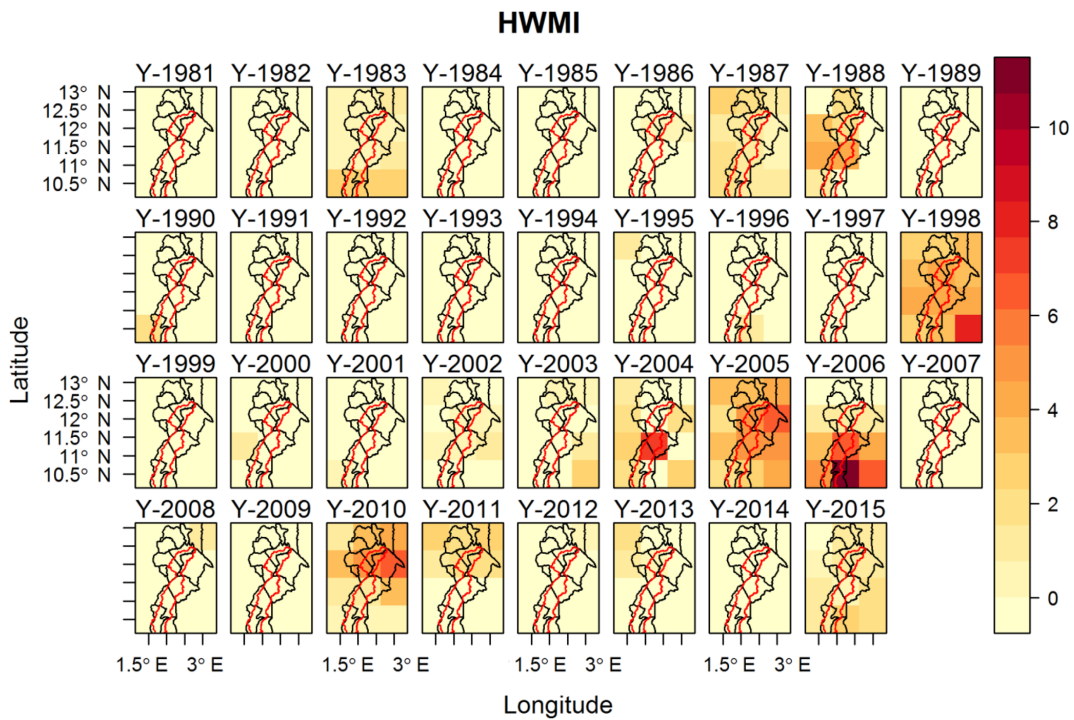 HWMI
Y-1981 Y-1982 Y-1983 Y-1984 Y-1985 Y-1986 Y-1987 Y-1988 Y-1989
13° N
12.5° N
12° N
11.5° N
11° N
10.5° N
Y-1990 Y-1991 Y-1992 Y-1993 Y-1994 Y-1995 Y-1996 Y-1997 Y-1998
Y-1999 Y-2000 Y-2001 Y-2002 Y-2003 Y-2004 Y-2005 Y-2006 Y-2007
13° N
12.5° N
12° N
11.5° N
11° N
10.5° N
Y-2008 Y-2009 Y-2010 Y-2011 Y-2012 Y-2013 Y-2014 Y-2015
1.5° E 3° E 1.5° E 3° E 1.5° E 3° E 1.5° E 3° E
Longitude
Latitude
10
8
6
4
2
0